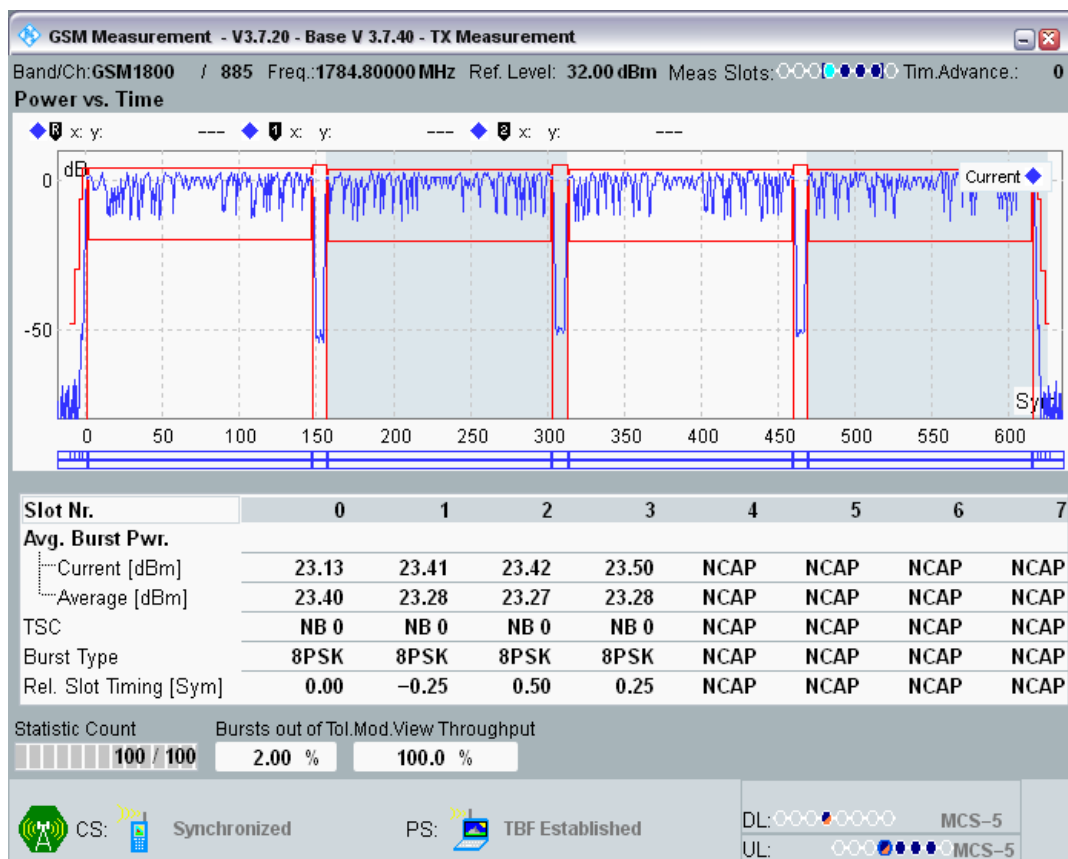 GSM Measurement - V3.7.20 - Base V 3.7.40 - TX Measurement
Band/Ch:GSM1800 / 885 Freq.:1784.80000 MHz Ref. Level: 32.00 dBm Meas Slots: Tim.Advance.: 0
Power vs. Time
R x: y: --- 1 x: y: --- 2 x: y: ---
dB
Current
0
-50
Sy
0 50 100 150 200 250 300 350 400 450 500 550 600
Slot Nr. 0 1 2 3 4 5 6 7
Avg. Burst Pwr.
Current [dBm] 23.13 23.41 23.42 23.50 NCAP NCAP NCAP NCAP
Average [dBm] 23.40 23.28 23.27 23.28 NCAP NCAP NCAP NCAP
TSC NB 0 NB 0 NB 0 NB 0 NCAP NCAP NCAP NCAP
Burst Type 8PSK 8PSK 8PSK 8PSK NCAP NCAP NCAP NCAP
Rel. Slot Timing [Sym] 0.00 −0.25 0.50 0.25 NCAP NCAP NCAP NCAP
Statistic Count Bursts out of Tol.Mod.View Throughput
100 / 100 2.00 % 100.0 %
CS: Synchronized PS: TBF Established
DL: MCS−5
UL: MCS−5